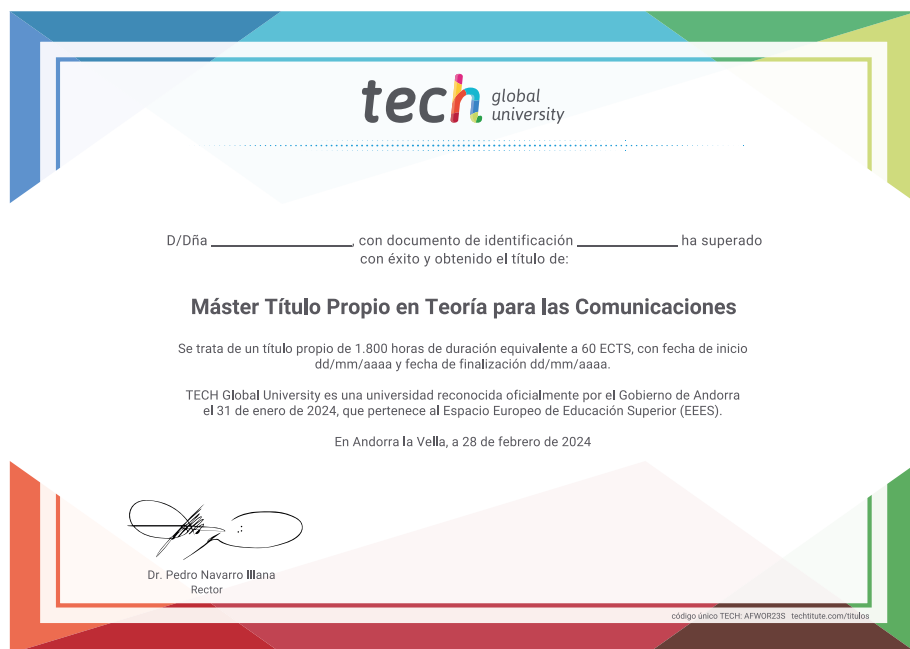 tech global university
D/Dña ______________, con documento de identificación __________ ha superado
con éxito y obtenido el título de:
Máster Título Propio en Teoría para las Comunicaciones
Se trata de un título propio de 1.800 horas de duración equivalente a 60 ECTS, con fecha de inicio
dd/mm/aaaa y fecha de finalización dd/mm/aaaa.
TECH Global University es una universidad reconocida oficialmente por el Gobierno de Andorra
el 31 de enero de 2024, que pertenece al Espacio Europeo de Educación Superior (EEES).
En Andorra la Vella, a 28 de febrero de 2024
Dr. Pedro Navarro Illana
Rector
código único TECH: AFWOR23S techtitute.com/titulos